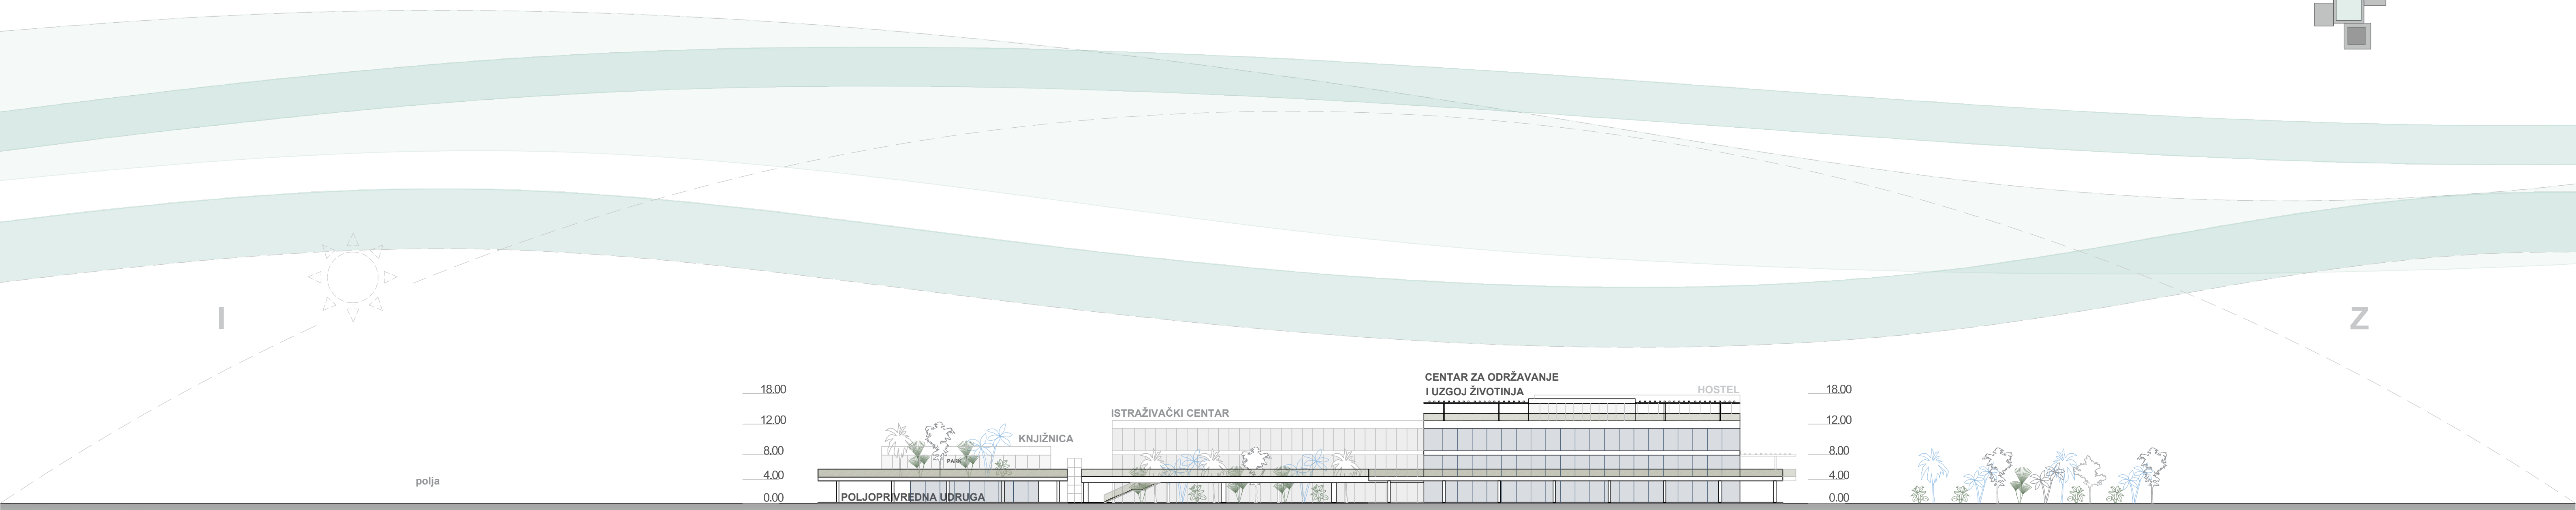 I
Z
CENTAR ZA ODRŽAVANJE
I UZGOJ ŽIVOTINJA
HOSTEL
18.00
18.00
ISTRAŽIVAČKI CENTAR
12.00
12.00
KNJIŽNICA
8.00
8.00
PARK
4.00
4.00
polja
0.00
POLJOPRIVREDNA UDRUGA
0.00